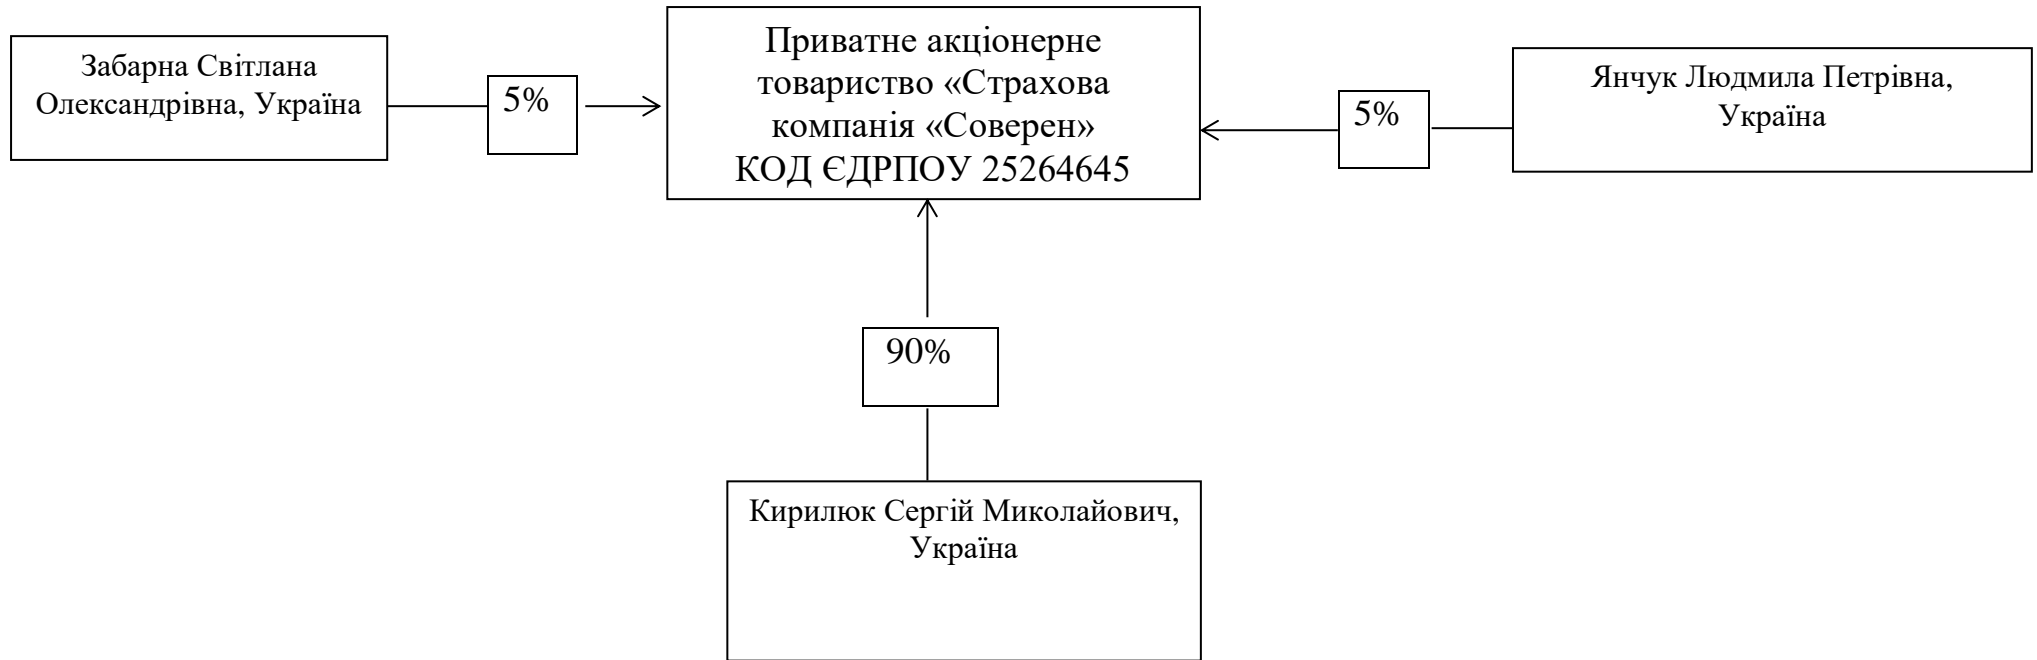 Забарна Світлана
Олександрівна, Україна
5%
Приватне акціонерне
товариство «Страхова
компанія «Соверен»
КОД ЄДРПОУ 25264645
5%
Янчук Людмила Петрівна,
Україна
90%
Кирилюк Сергій Миколайович,
Україна